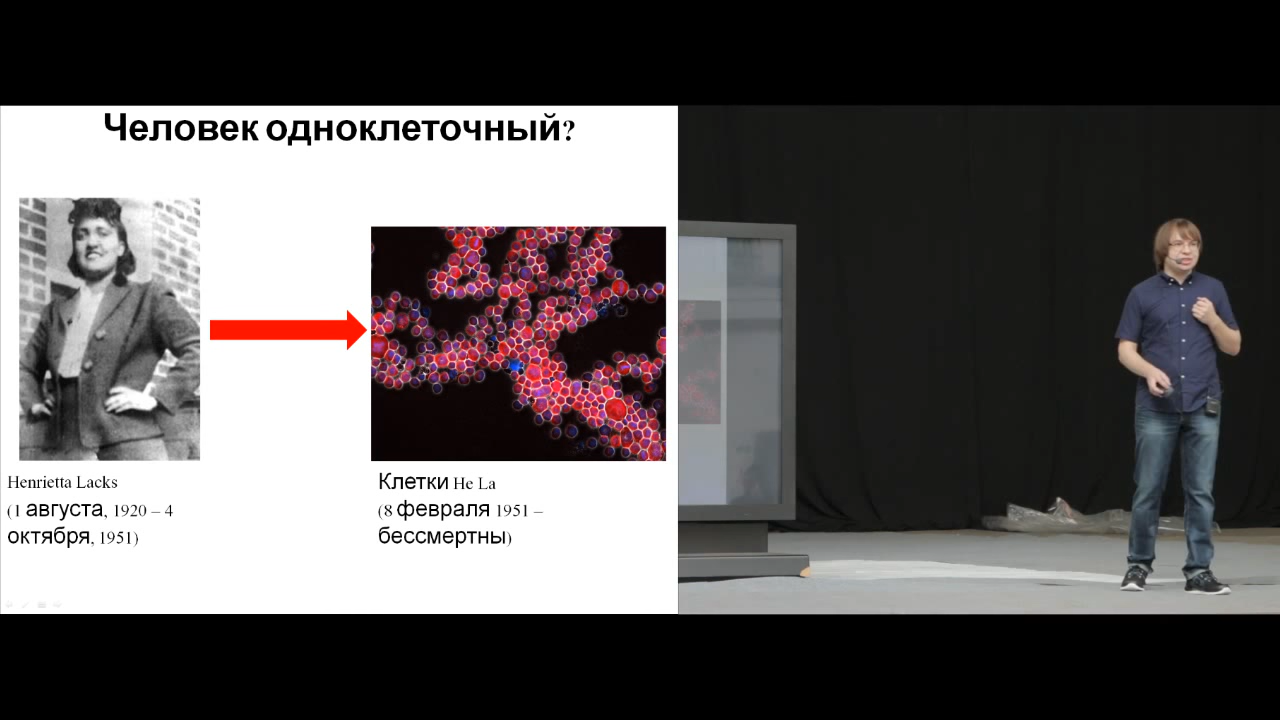 Человек одноклеточный?
Henrietta Lacks
(1 августа, 1920 – 4
октября, 1951)
Клетки He La
(8 февраля 1951 –
бессмертны)